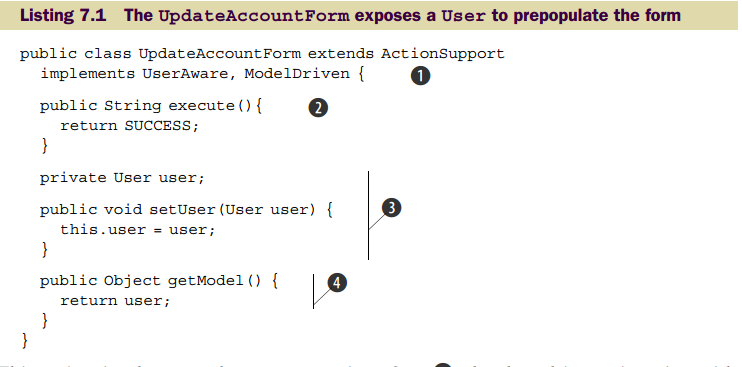 Listing 7.1 The UpdateAccountForm exposes a User to prepopulate the form
public class UpdateAccountForm extends ActionSupport
implements UserAware, ModelDriven { 1
public String execute(){ 2
return SUCCESS;
}
private User user;
public void setUser(User user) { 3
this.user = user;
}
public Object getModel() { 4
return user;
}
}